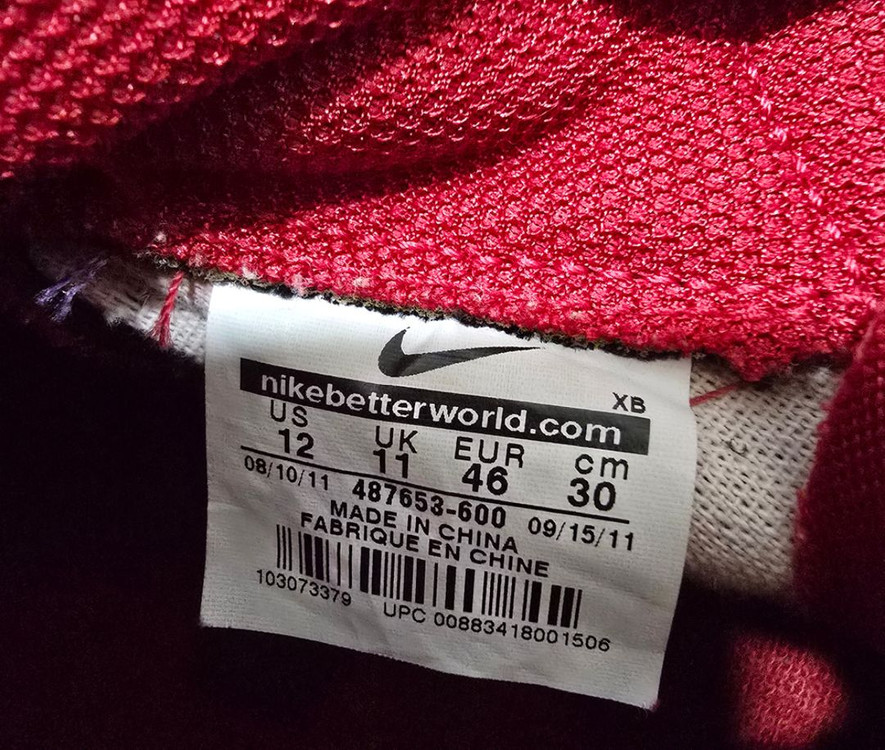 XB
nikebetterworld.com
US UK EUR cm
12 11 46 30
08/10/11 487653-600 09/15/11
MADE IN CHINA
FABRIQUE EN CHINE
103073379 UPC 00883418001506